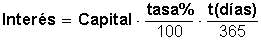 Interés = Capital · tasa% / 100 · t(días) / 365